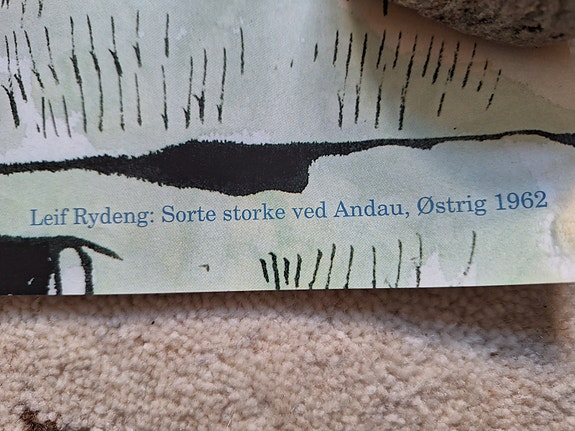 Leif Rydeng: Sorte storke ved Andau, Østrig 1962